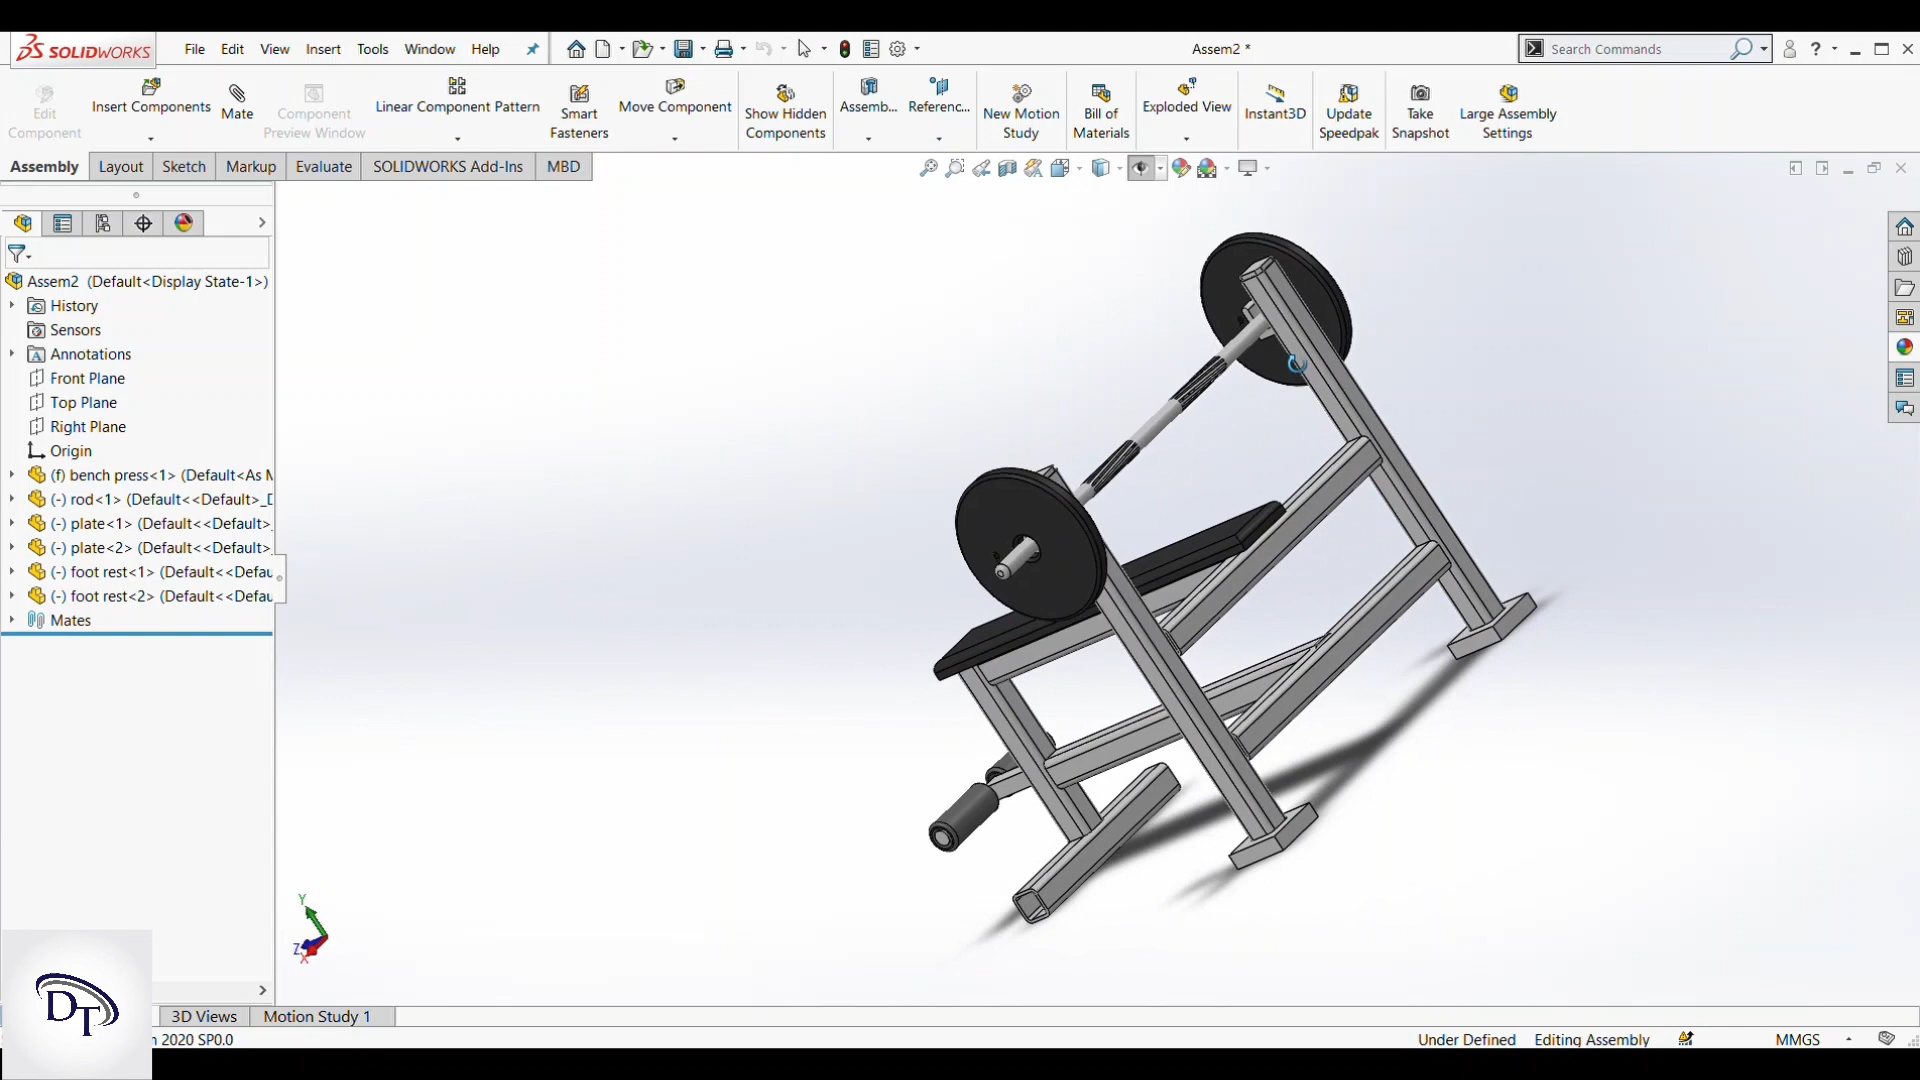 SOLIDWORKS File Edit View Insert Tools Window Help Assem2 * Search Commands ?
Edit Component
Insert Components
Mate
Component Preview Window
Linear Component Pattern
Smart Fasteners
Move Component
Show Hidden Components
Assemb...
Referenc...
New Motion Study
Bill of Materials
Exploded View
Instant3D
Update Speedpak
Take Snapshot
Large Assembly Settings
Assembly Layout Sketch Markup Evaluate SOLIDWORKS Add-Ins MBD
Assem2 (Default<Display State-1>)
History
Sensors
Annotations
Front Plane
Top Plane
Right Plane
Origin
(f) bench press<1> (Default<As M
(-) rod<1> (Default<<Default>_D
(-) plate<1> (Default<<Default>_
(-) plate<2> (Default<<Default>_
(-) foot rest<1> (Default<<Defau
(-) foot rest<2> (Default<<Defau
Mates
Y
Z
X
DT
3D Views Motion Study 1
2020 SP0.0
Under Defined Editing Assembly MMGS